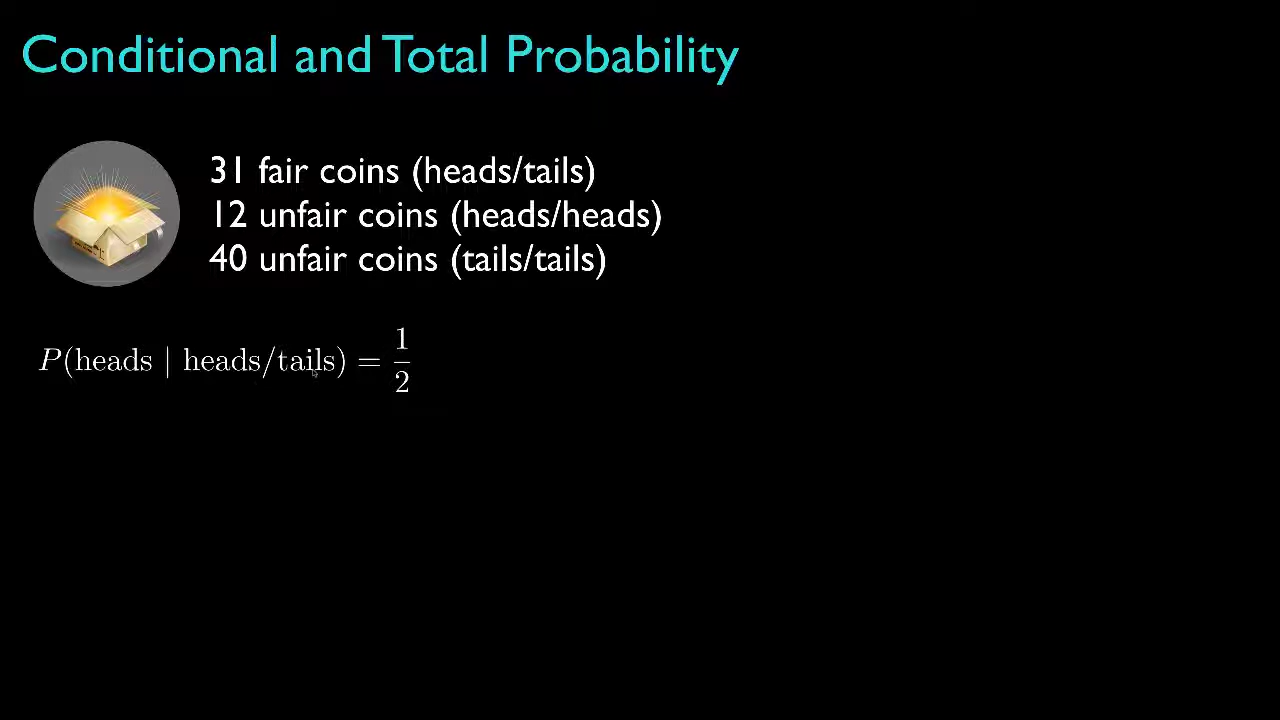 Conditional and Total Probability
31 fair coins (heads/tails)
12 unfair coins (heads/heads)
40 unfair coins (tails/tails)
P(heads | heads/tails) = 1/2